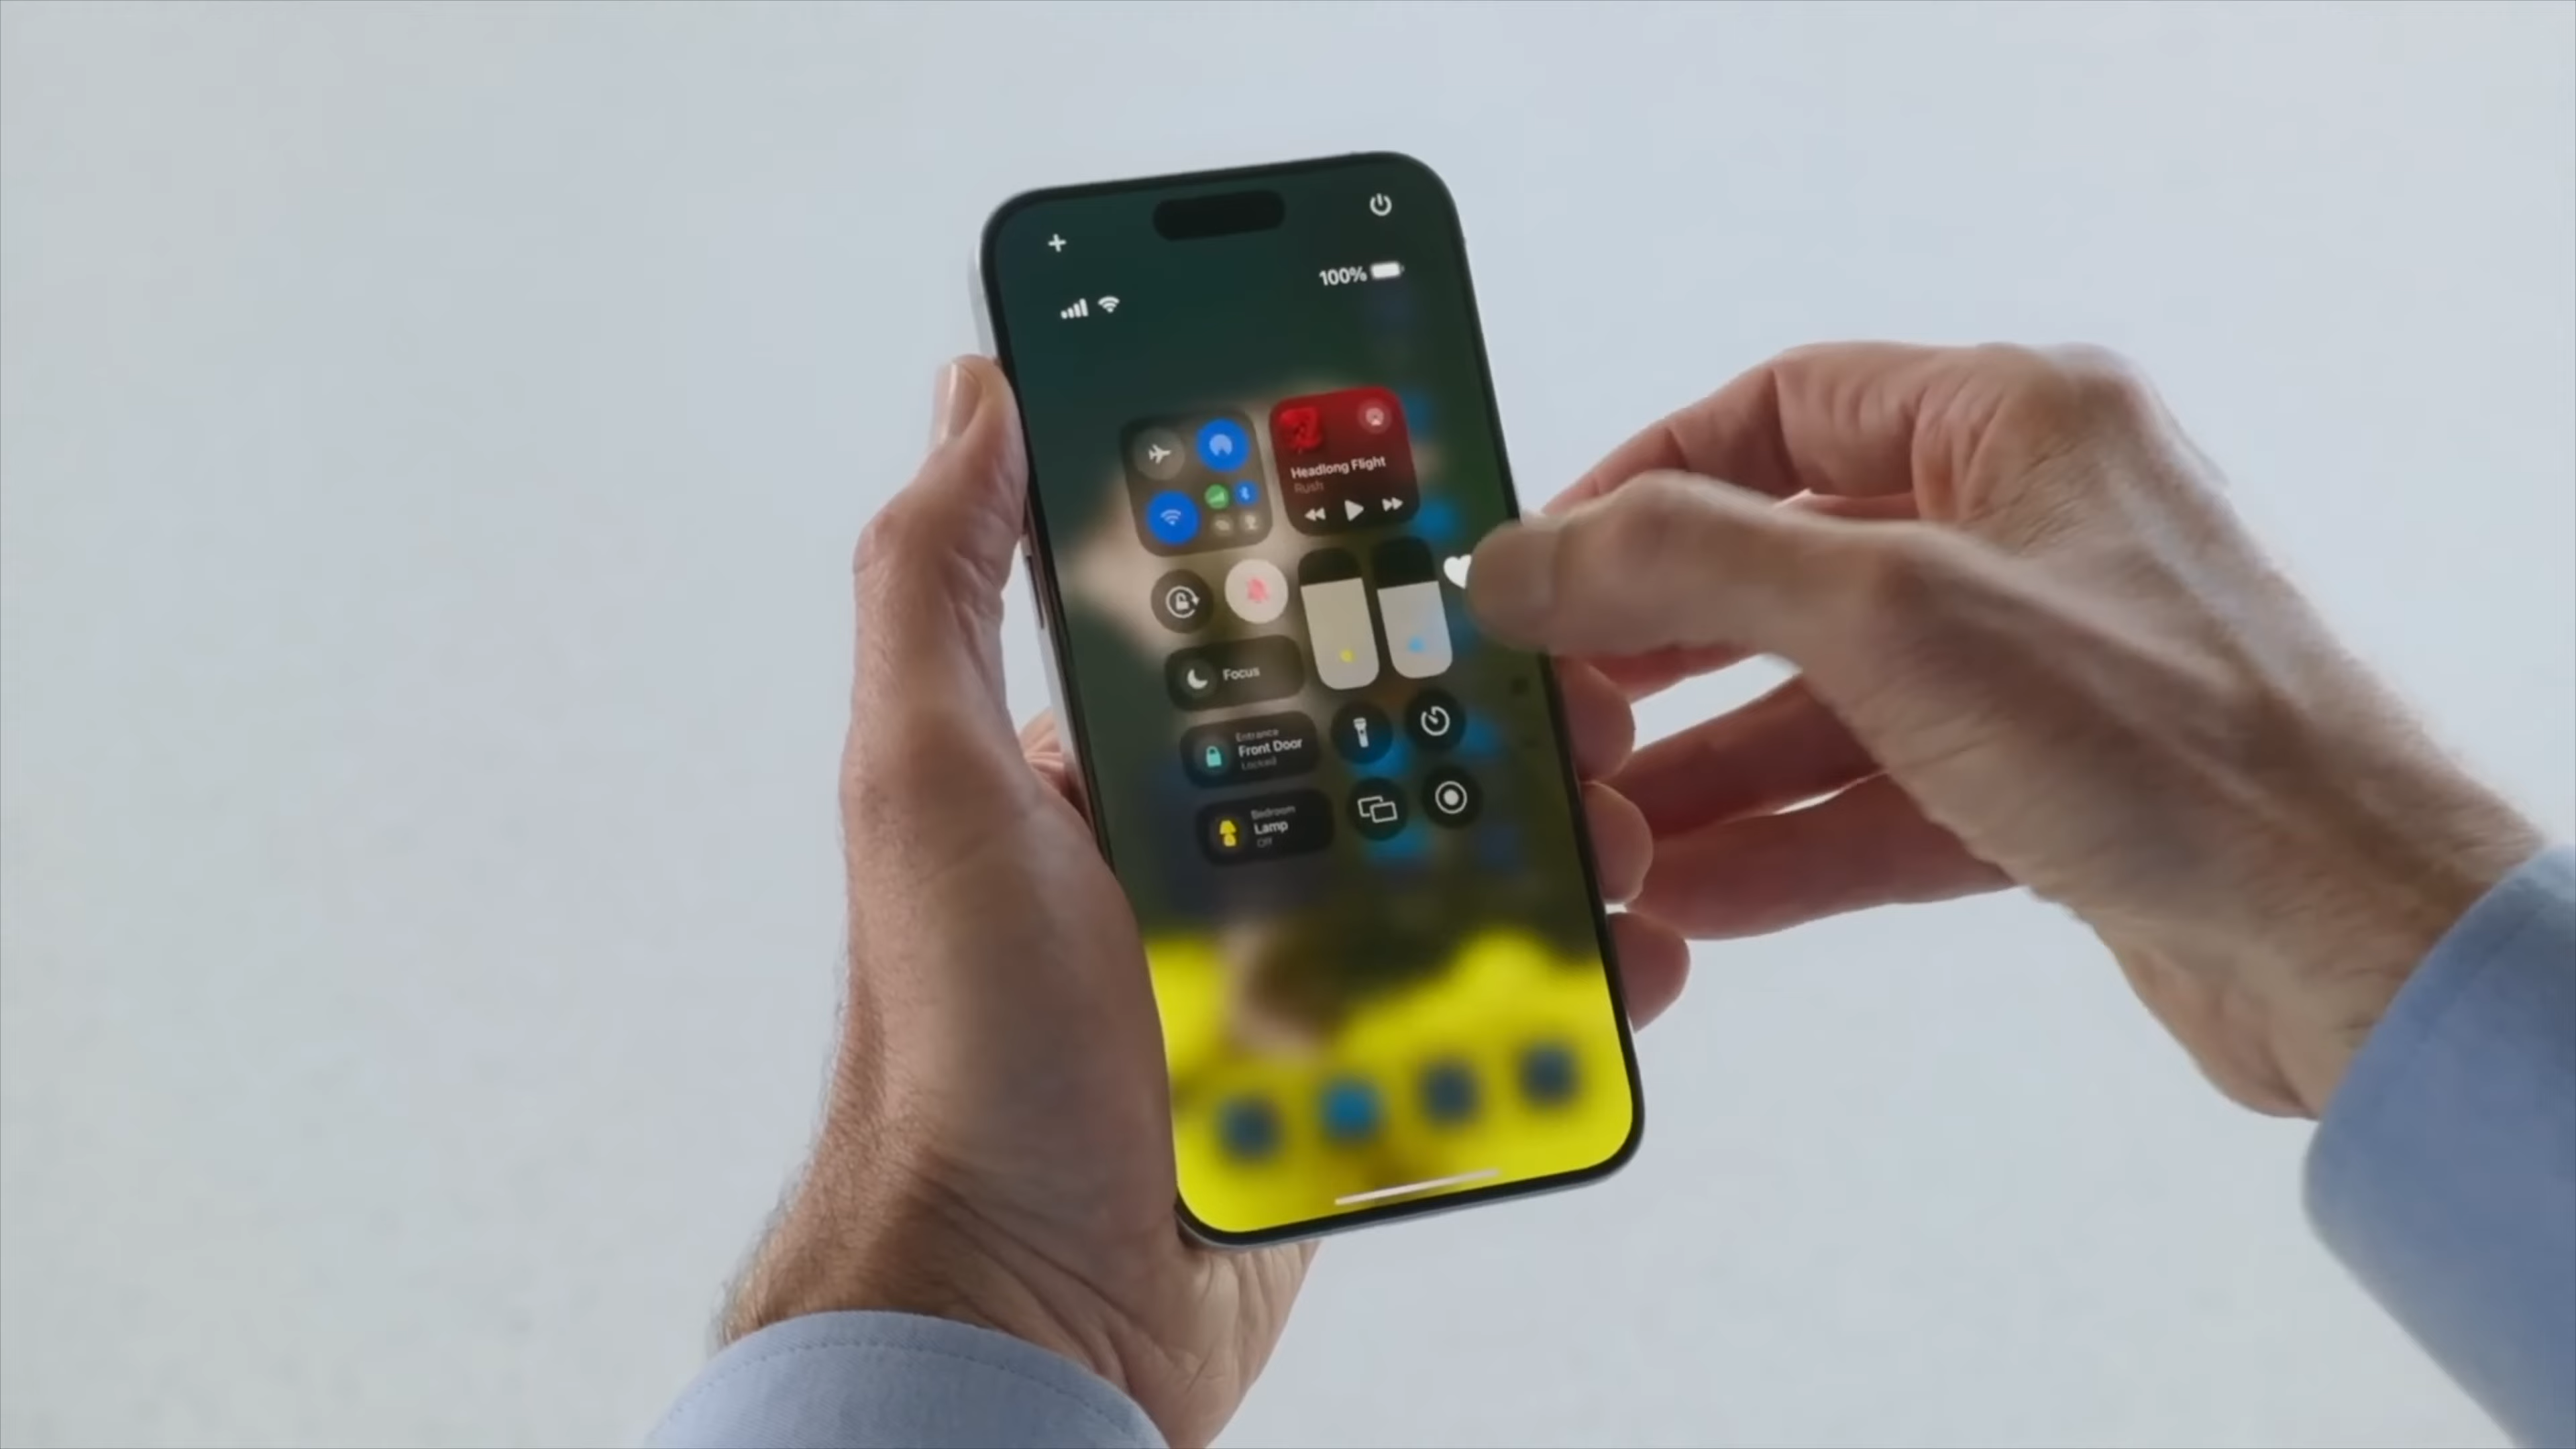 100%
Headlong Flight
Rush
Focus
Entrance
Front Door
Locked
Bedroom
Lamp
Off